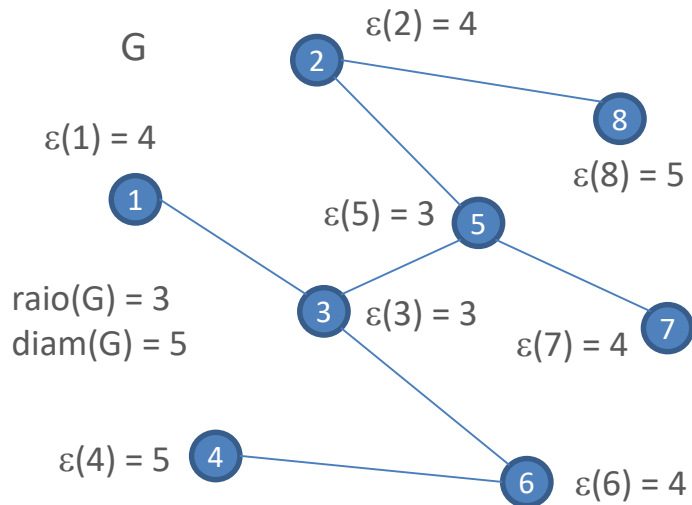 G
ε(2) = 4
2
8
ε(1) = 4
ε(8) = 5
1
ε(5) = 3
5
raio(G) = 3
diam(G) = 5
3
ε(3) = 3
7
ε(7) = 4
ε(4) = 5
4
6
ε(6) = 4